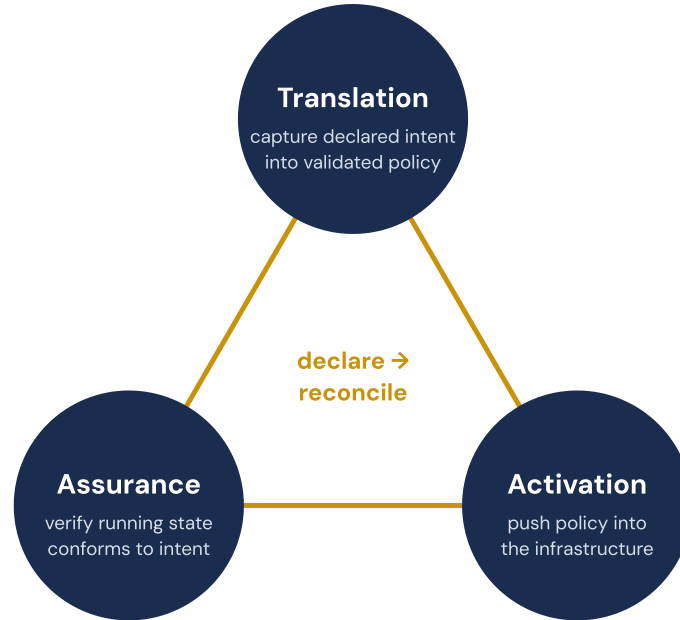 Translation
capture declared intent
into validated policy
declare →
reconcile
Assurance
verify running state
conforms to intent
Activation
push policy into
the infrastructure